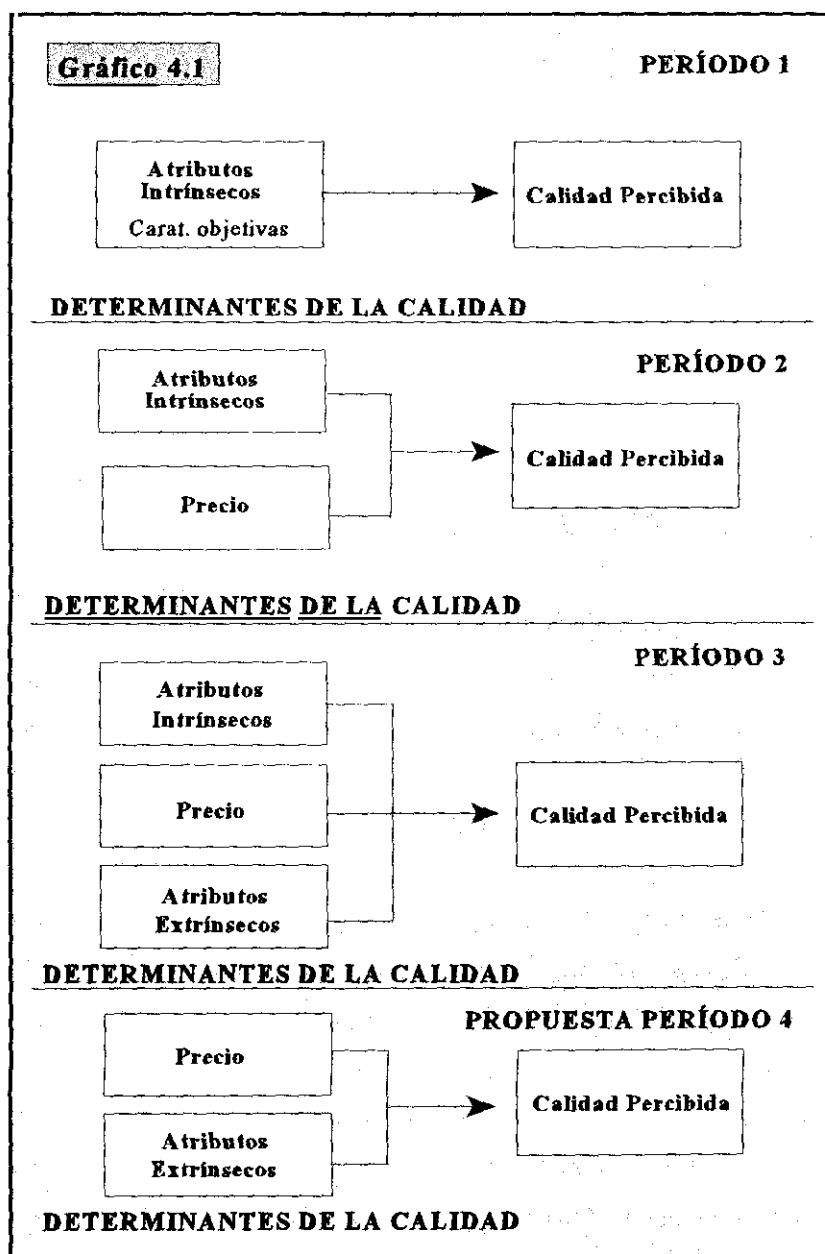 Gráfico 4.1
PERÍODO 1
Atributos
Intrínsecos
Carat. objetivas
Calidad Percibida
DETERMINANTES DE LA CALIDAD
PERÍODO 2
Atributos
Intrínsecos
Precio
Calidad Percibida
DETERMINANTES DE LA CALIDAD
PERÍODO 3
Atributos
Intrínsecos
Precio
Atributos
Extrínsecos
Calidad Percibida
DETERMINANTES DE LA CALIDAD
PROPUESTA PERÍODO 4
Precio
Atributos
Extrínsecos
Calidad Percibida
DETERMINANTES DE LA CALIDAD